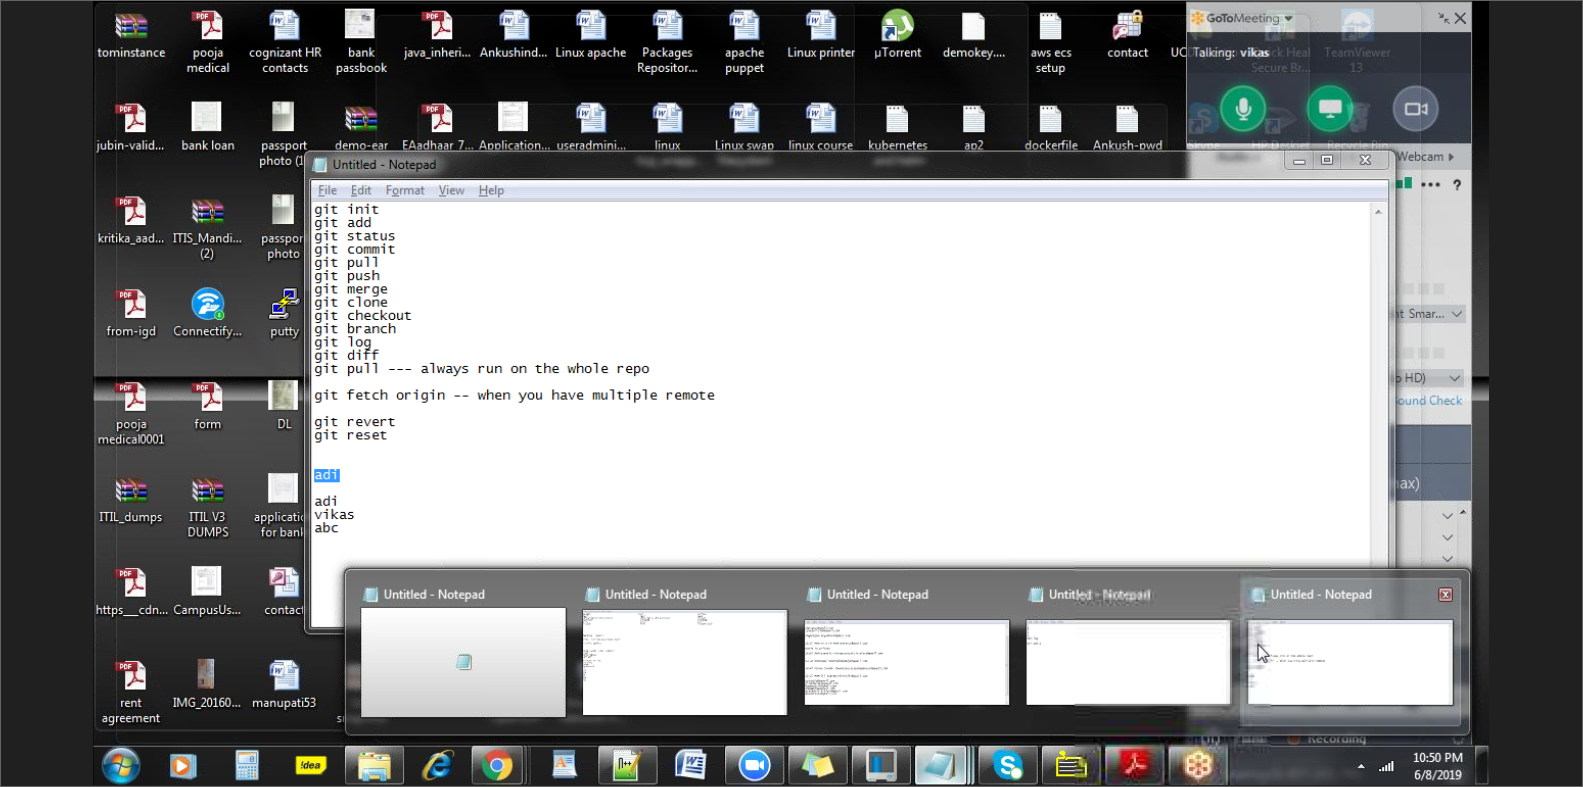 tominstance
pooja medical
cognizant HR contacts
bank passbook
java_inheri...
Ankushind...
Linux apache
Packages Repositor...
apache puppet
Linux printer
µTorrent
demokey....
aws ecs setup
contact
GoToMeeting
Talking: vikas
TeamViewer 13
Secure Br...
jubin-valid...
bank loan
passport photo (1
demo-ear
EAadhaar 7...
Application...
useradmini...
linux
Linux swap
linux course
kubernetes
ap2
dockerfile
Ankush-pwd
Skype
Webcam
Untitled - Notepad
File Edit Format View Help
git init
git add
git status
git commit
git pull
git push
git merge
git clone
git checkout
git branch
git log
git diff
git pull --- always run on the whole repo
git fetch origin -- when you have multiple remote
git revert
git reset
adi
adi
vikas
abc
kritika_aad...
ITIS_Mandi... (2)
passpor photo
from-igd
Connectify...
putty
Smar...
HD)
ound Check
ax)
pooja medical0001
form
DL
ITIL_dumps
ITIL V3 DUMPS
applicatio for bank
https___cdn...
CampusUs...
contact
rent agreement
IMG_20160...
manupati53
Untitled - Notepad
Untitled - Notepad
Untitled - Notepad
Untitled - Notepad
Untitled - Notepad
Recording
!dea
10:50 PM
6/8/2019